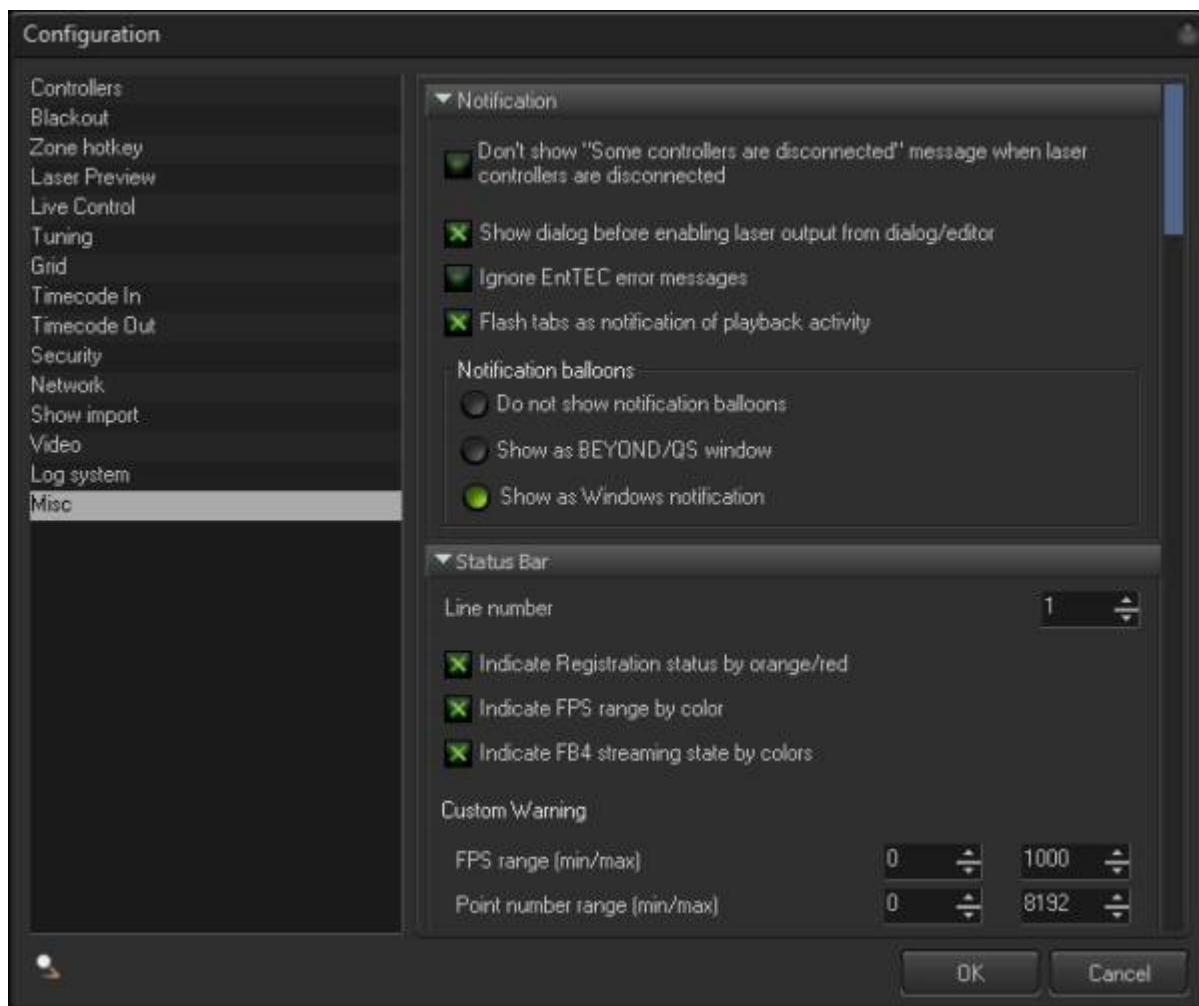 Configuration
Controllers
Blackout
Zone hotkey
Laser Preview
Live Control
Tuning
Grid
Timecode In
Timecode Out
Security
Network
Show import
Video
Log system
Misc
Notification
Don't show "Some controllers are disconnected" message when laser
controllers are disconnected
Show dialog before enabling laser output from dialog/editor
Ignore EntTEC error messages
Flash tabs as notification of playback activity
Notification balloons
Do not show notification balloons
Show as BEYOND/QS window
Show as Windows notification
Status Bar
Line number 1
Indicate Registration status by orange/red
Indicate FPS range by color
Indicate FB4 streaming state by colors
Custom Warning
FPS range (min/max) 0 1000
Point number range (min/max) 0 8192
OK Cancel